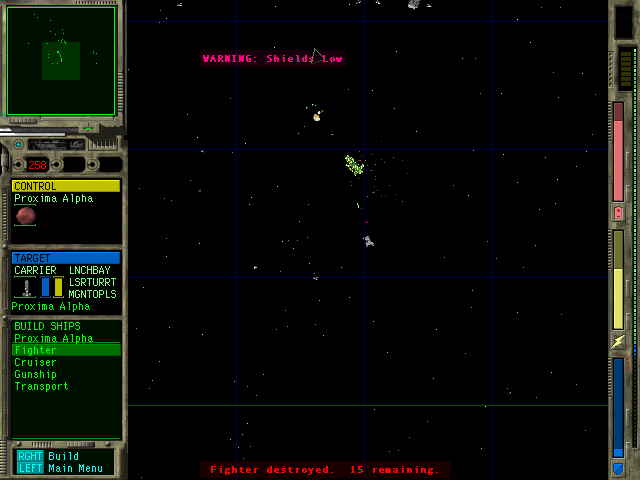 WARNING: Shields Low
258
CONTROL
Proxima Alpha
TARGET
CARRIER LNCHBAY
LSRTURRT
MGNTOPLS
Proxima Alpha
BUILD SHIPS
Proxima Alpha
Fighter
Cruiser
Gunship
Transport
RGHT Build
LEFT Main Menu
Fighter destroyed. 15 remaining.